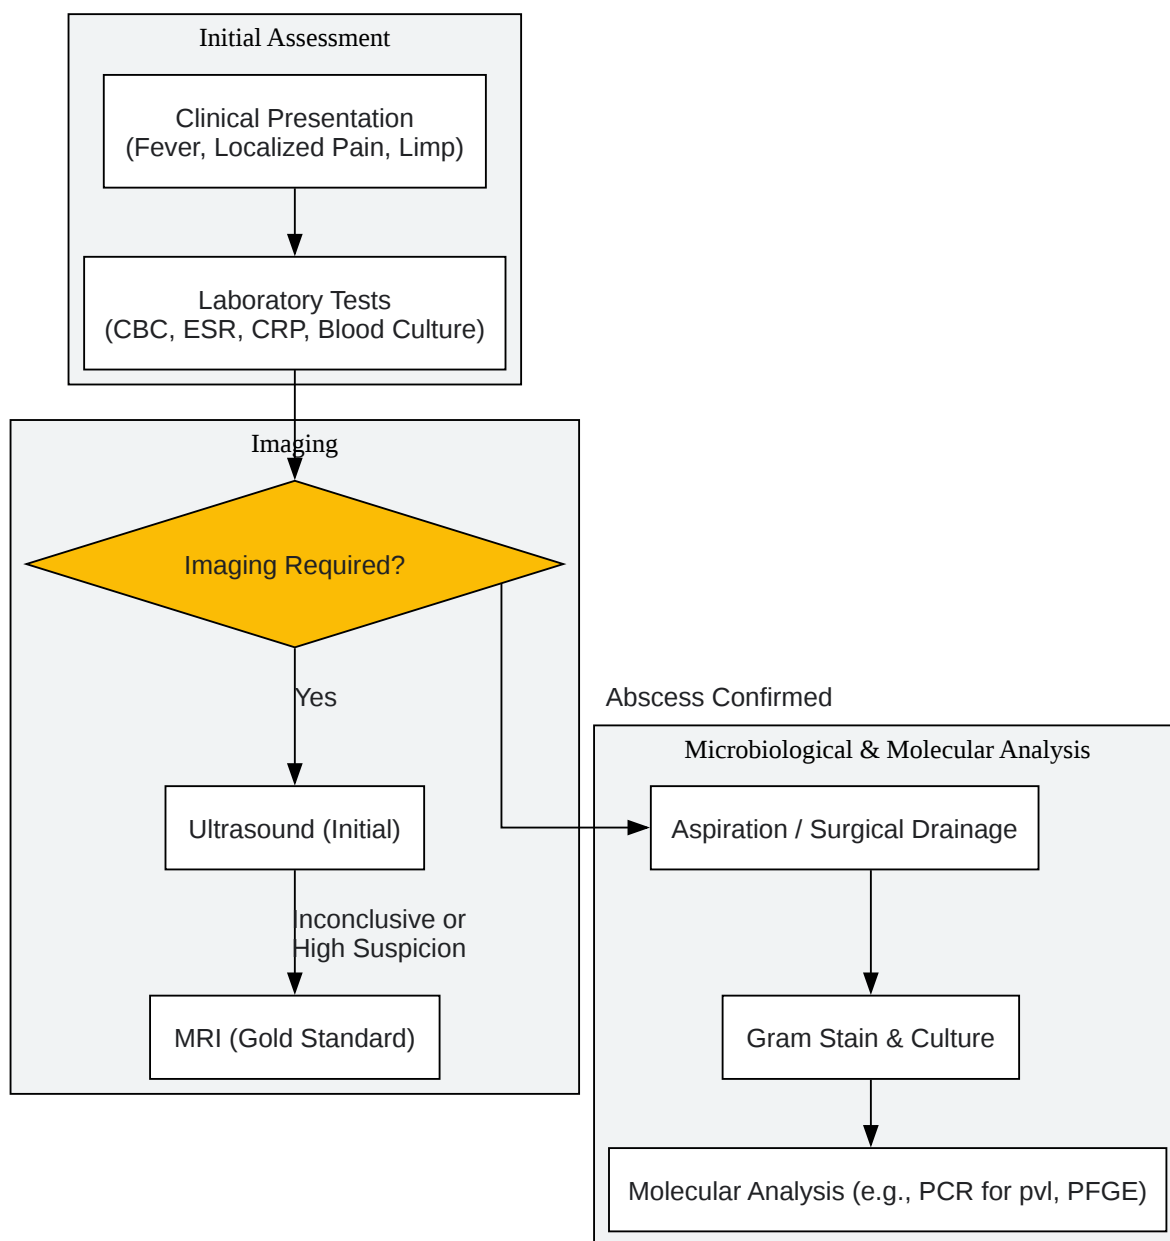 Initial Assessment
Clinical Presentation
(Fever, Localized Pain, Limp)
Laboratory Tests
(CBC, ESR, CRP, Blood Culture)
Imaging
Imaging Required?
Yes
Abscess Confirmed
Microbiological & Molecular Analysis
Ultrasound (Initial)
Aspiration / Surgical Drainage
Inconclusive or
High Suspicion
MRI (Gold Standard)
Gram Stain & Culture
Molecular Analysis (e.g., PCR for pvl, PFGE)